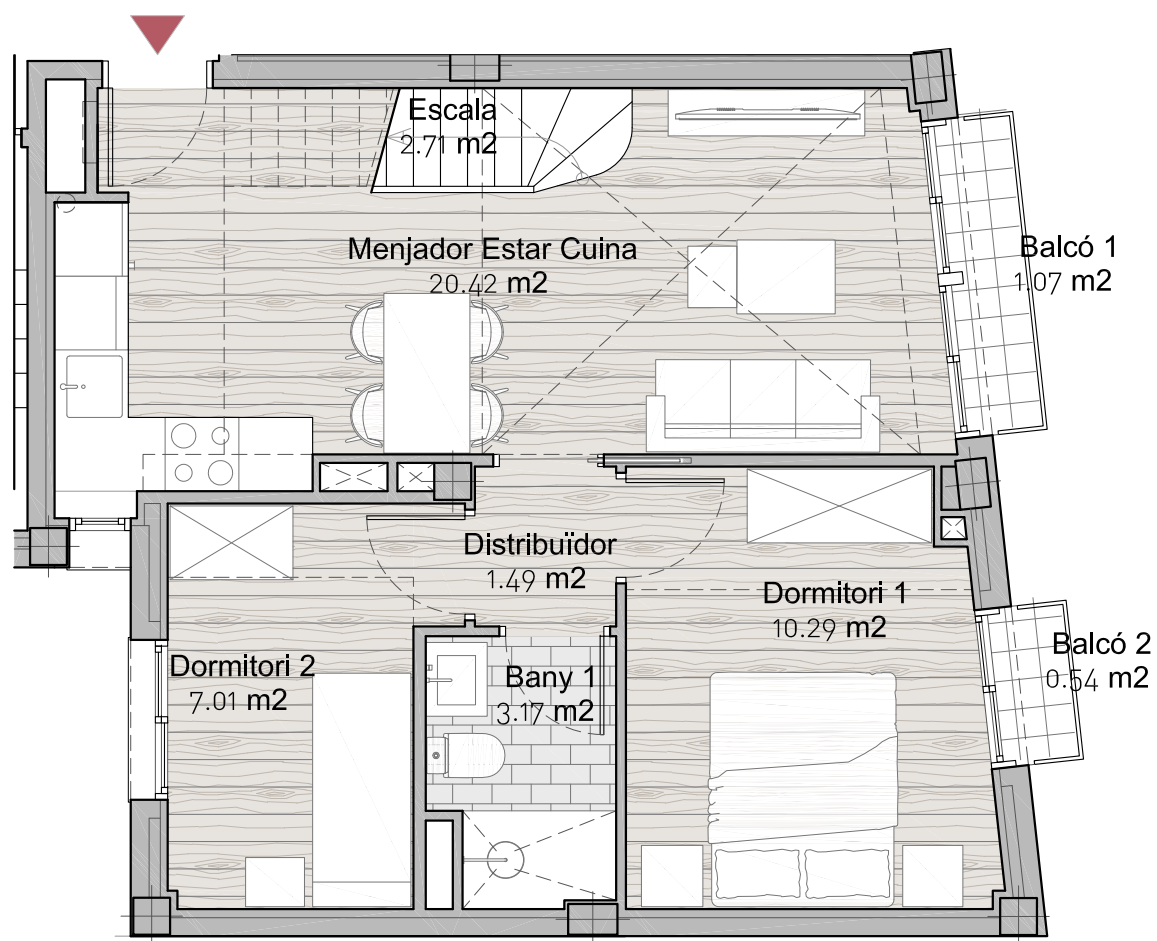 Escala
2.71 m2
Menjador Estar Cuina
20.42 m2
Balcó 1
1.07 m2
Distribuïdor
1.49 m2
Dormitori 1
10.29 m2
Balcó 2
0.54 m2
Dormitori 2
7.01 m2
Bany 1
3.17 m2